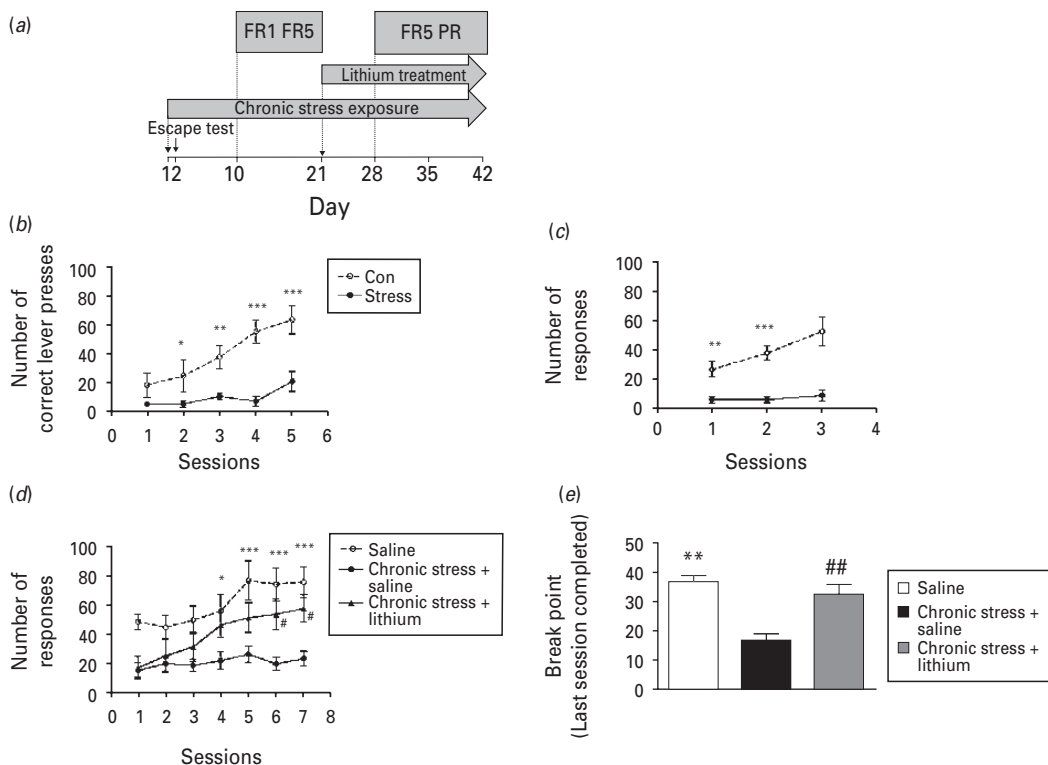 (a)
FR1 FR5
FR5 PR
Lithium treatment
Chronic stress exposure
Escape test
12 10 21 28 35 42
Day
(b)
Number of
correct lever presses
100
80
60
40
20
0
* ** *** ***
0 1 2 3 4 5 6
Sessions
Con
Stress
(c)
Number of
responses
100
80
60
40
20
0
** ***
0 1 2 3 4
Sessions
(d)
Number of
responses
100
80
60
40
20
0
* *** *** ***
# #
0 1 2 3 4 5 6 7 8
Sessions
Saline
Chronic stress +
saline
Chronic stress +
lithium
(e)
Break point
(Last session completed)
50
40
30
20
10
0
** ##
Saline
Chronic stress +
saline
Chronic stress +
lithium